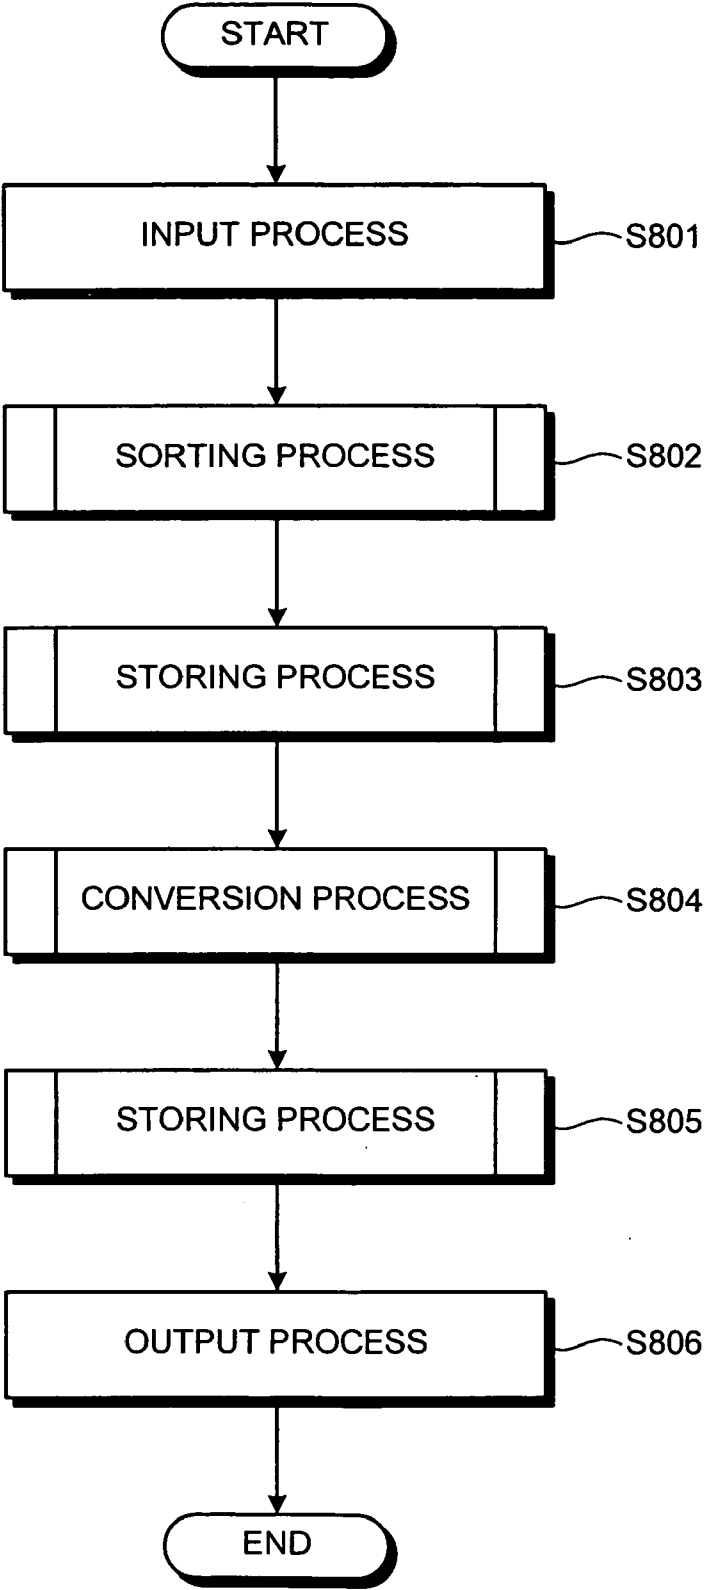 START
INPUT PROCESS
S801
SORTING PROCESS
S802
STORING PROCESS
S803
CONVERSION PROCESS
S804
STORING PROCESS
S805
OUTPUT PROCESS
S806
END